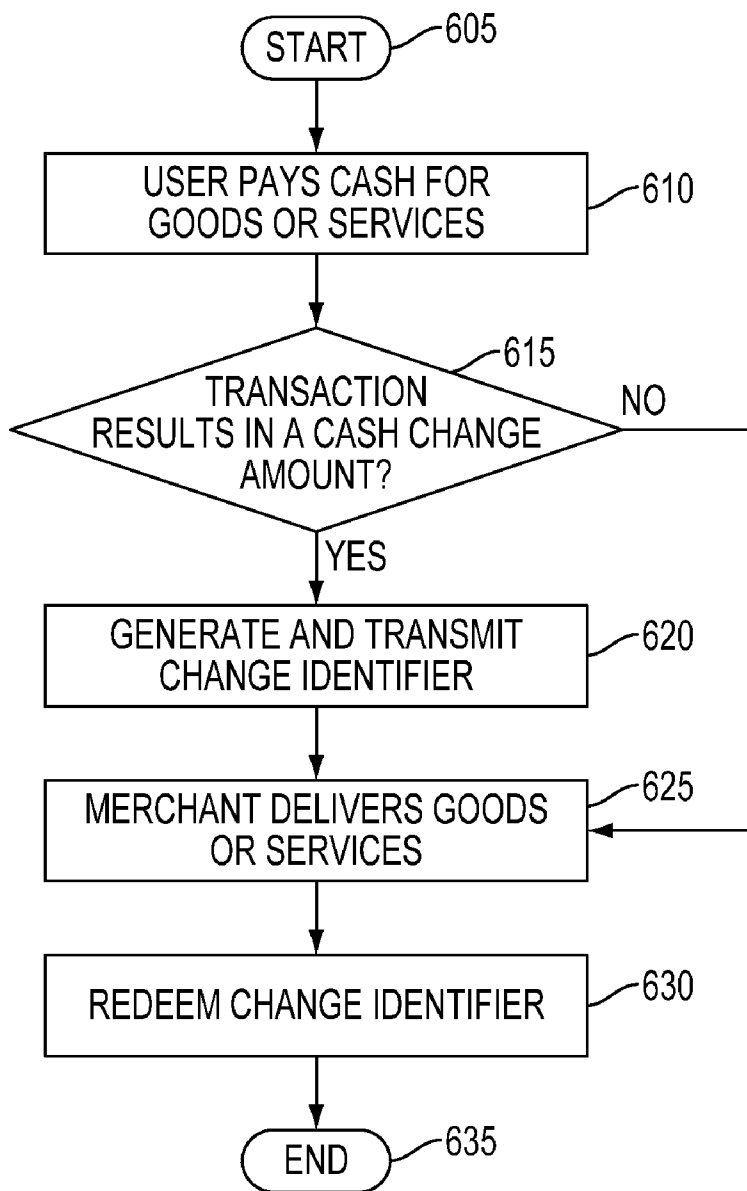 START
605
USER PAYS CASH FOR
GOODS OR SERVICES
610
615
TRANSACTION
RESULTS IN A CASH CHANGE
AMOUNT?
NO
YES
GENERATE AND TRANSMIT
CHANGE IDENTIFIER
620
MERCHANT DELIVERS GOODS
OR SERVICES
625
REDEEM CHANGE IDENTIFIER
630
END
635